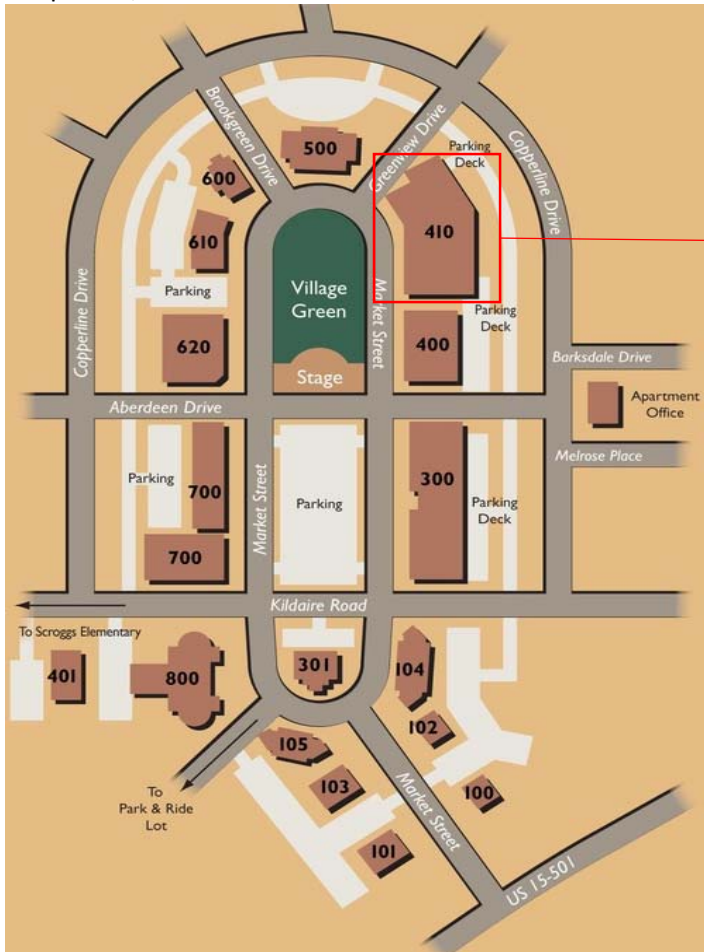 Brookgreen Drive
500
Greenview Drive
Parking
Deck
Copperline Drive
600
610
410
Parking
Village
Green
Market Street
Copperline Drive
620
Stage
400
Parking
Deck
Barksdale Drive
Apartment
Office
Aberdeen Drive
Melrose Place
Parking
700
Market Street
Parking
300
Parking
Deck
700
Kildaire Road
To Scroggs Elementary
401
800
301
104
102
105
103
100
101
To
Park & Ride
Lot
Market Street
US 15-501